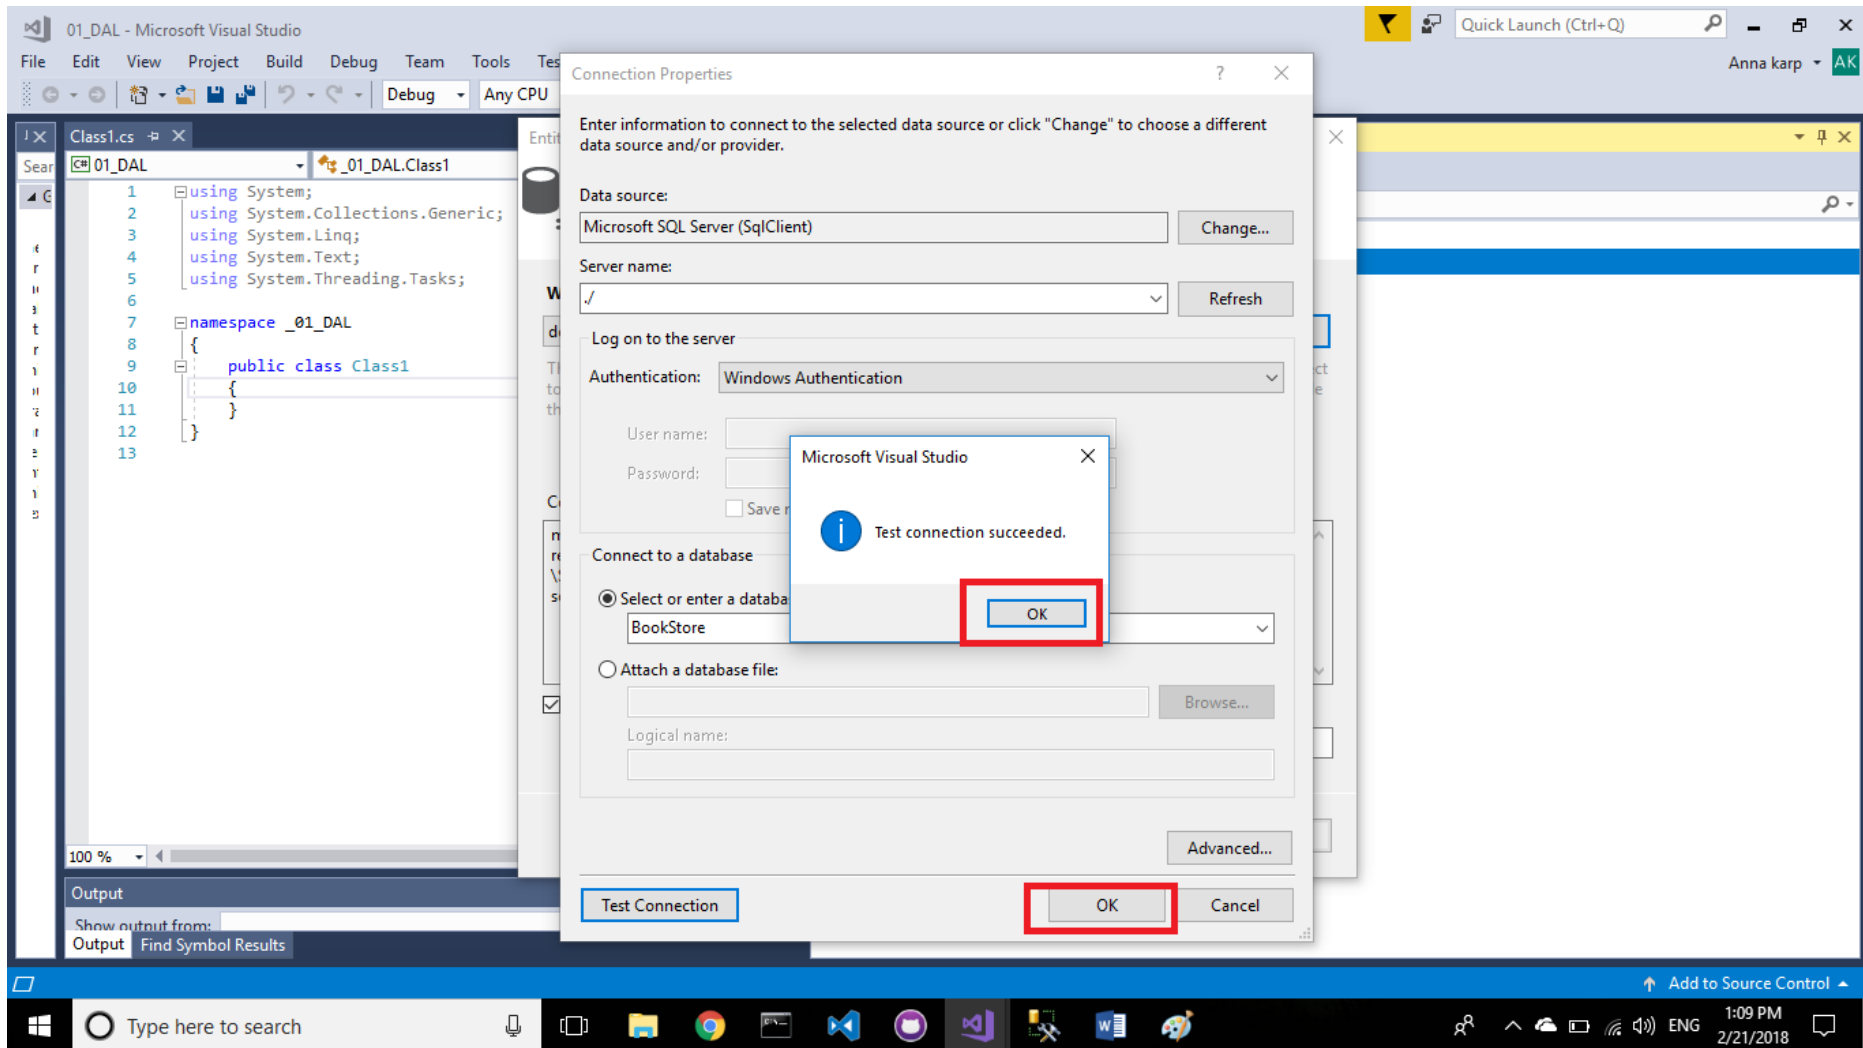 01_DAL - Microsoft Visual Studio
Quick Launch (Ctrl+Q)
File Edit View Project Build Debug Team Tools
Anna karp AK
Debug Any CPU
Class1.cs
01_DAL _01_DAL.Class1
1 using System;
2 using System.Collections.Generic;
3 using System.Linq;
4 using System.Text;
5 using System.Threading.Tasks;
6
7 namespace _01_DAL
8 {
9 public class Class1
10 {
11 }
12 }
13
100 %
Output
Show output from:
Output Find Symbol Results
Connection Properties
Enter information to connect to the selected data source or click "Change" to choose a different
data source and/or provider.
Data source:
Microsoft SQL Server (SqlClient) Change...
Server name:
./ Refresh
Log on to the server
Authentication: Windows Authentication
User name:
Password:
Save
Connect to a database
Select or enter a databa
BookStore
Attach a database file:
Browse...
Logical name:
Advanced...
Test Connection OK Cancel
Microsoft Visual Studio
Test connection succeeded.
OK
Add to Source Control
Type here to search
ENG
1:09 PM
2/21/2018